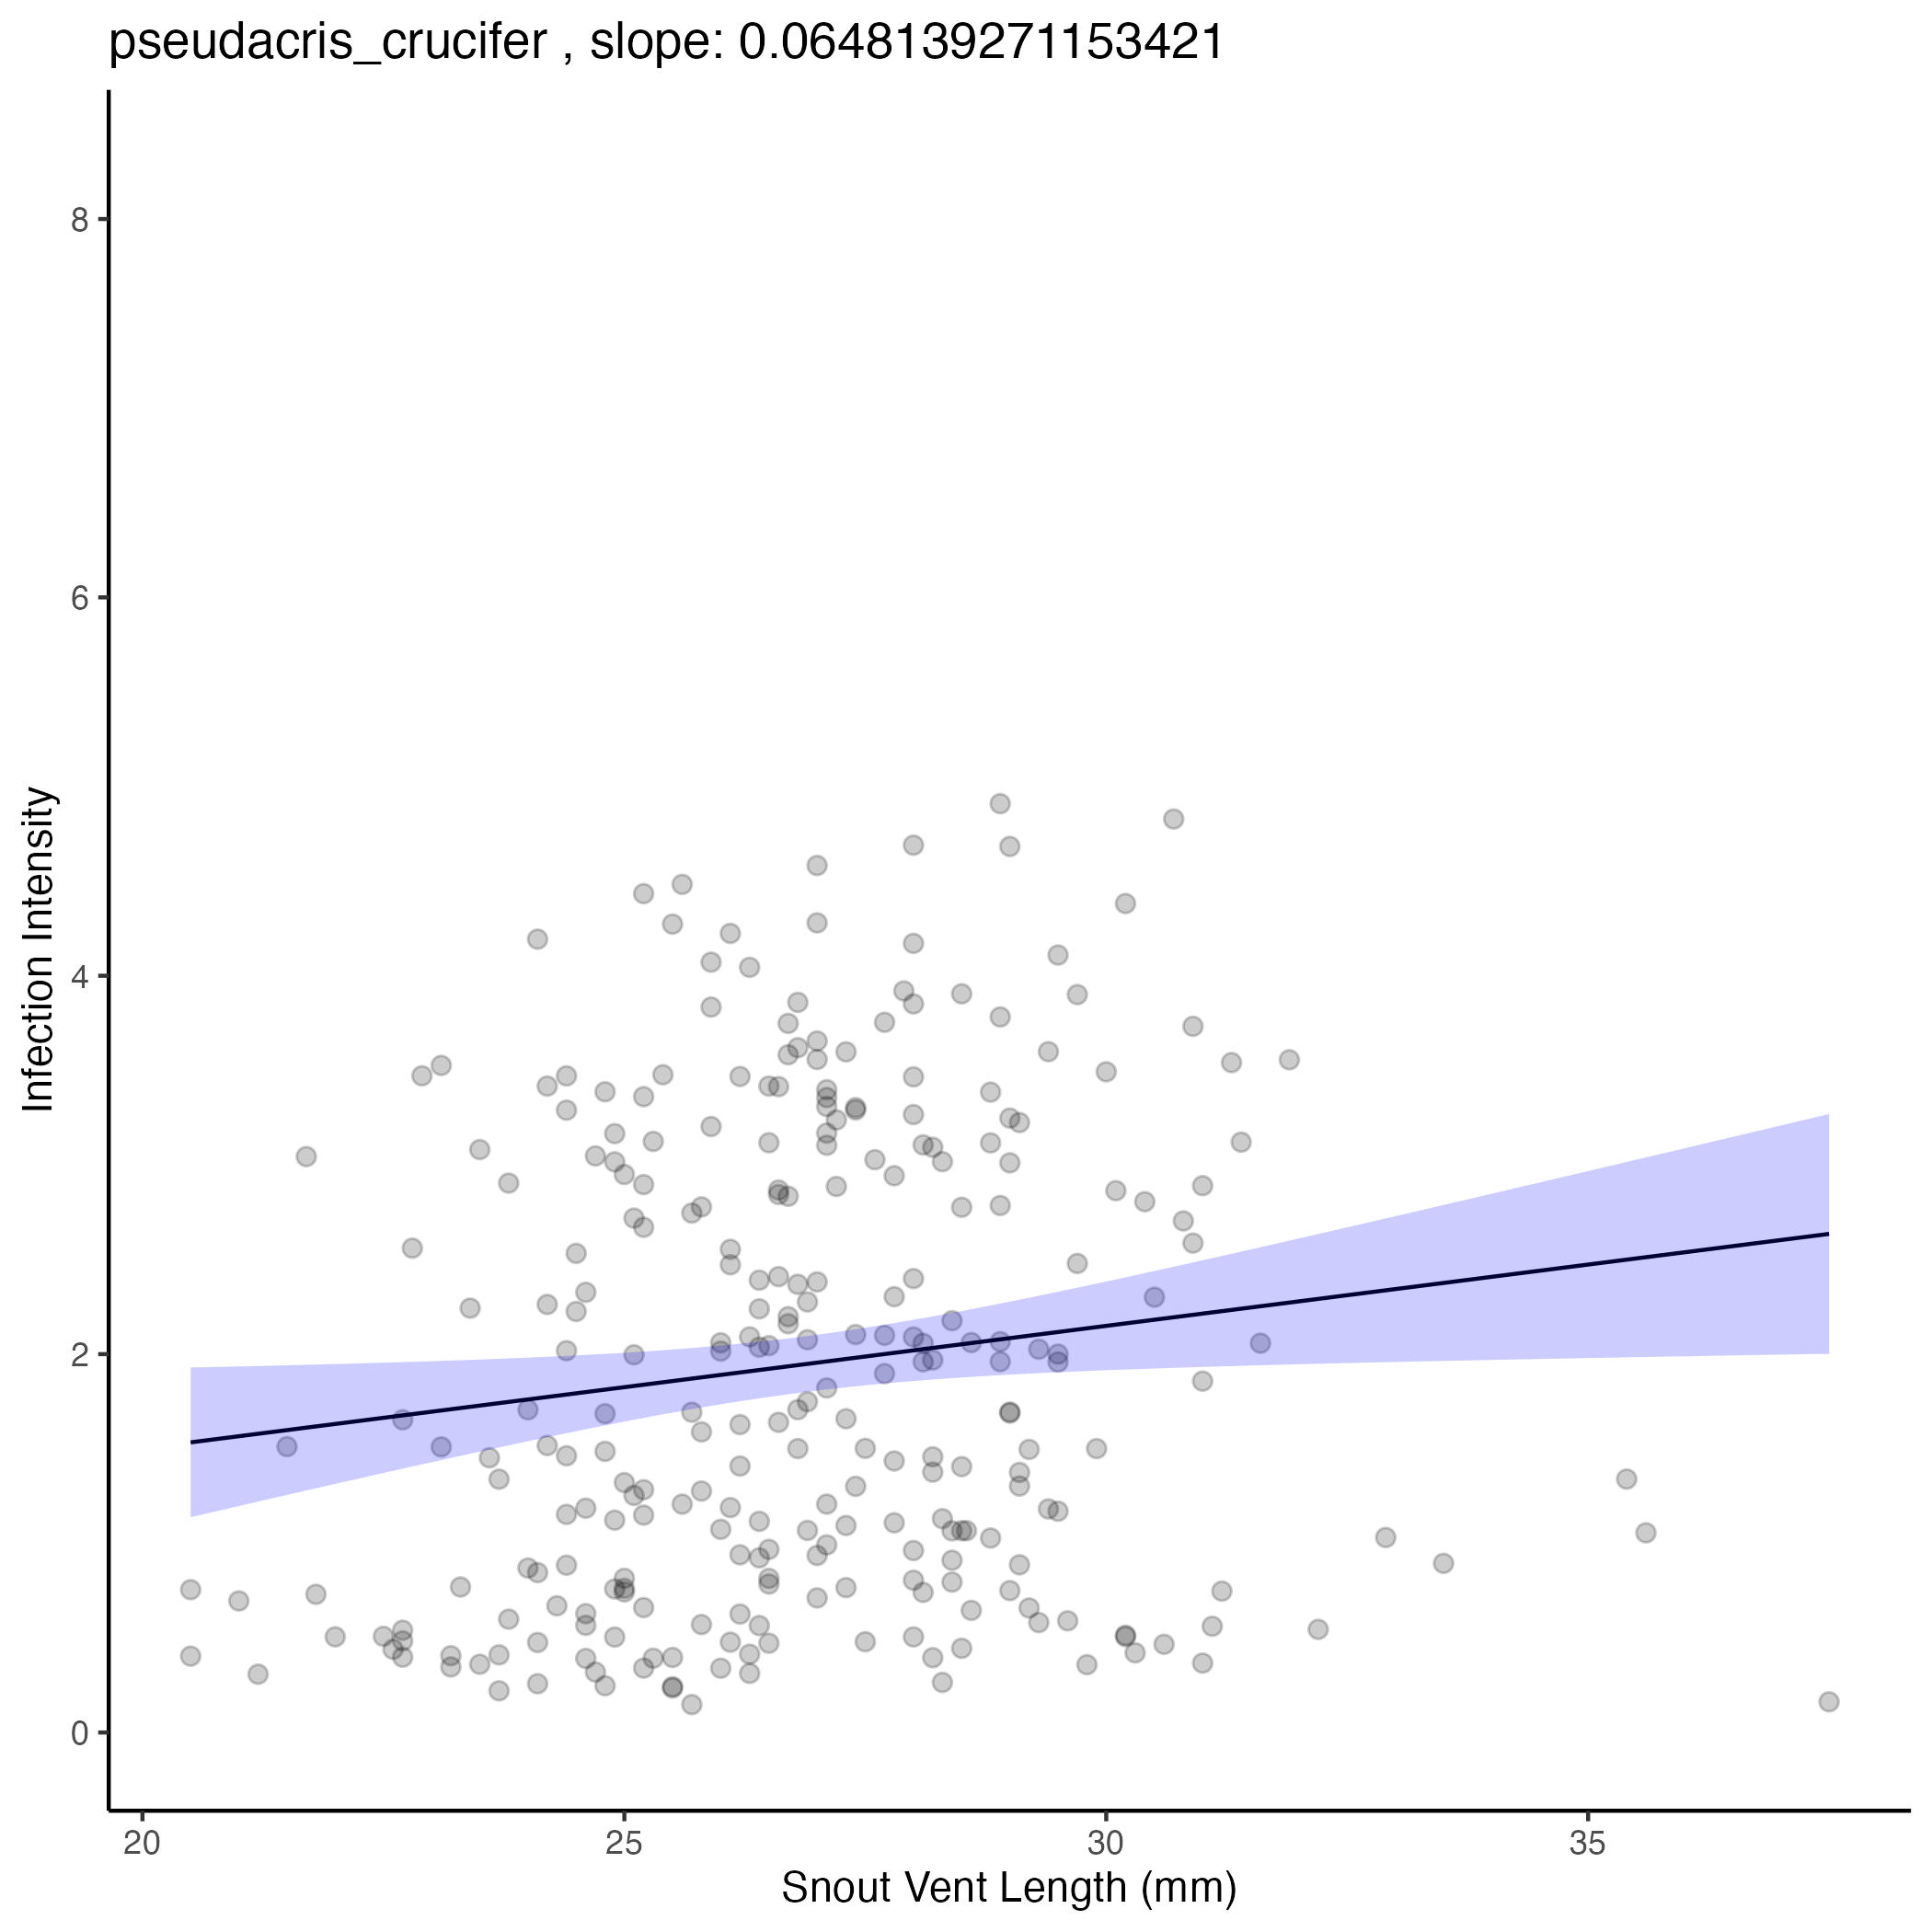 pseudacris_crucifer , slope: 0.0648139271153421
8
6
4
2
0
Infection Intensity
20 25 30 35
Snout Vent Length (mm)